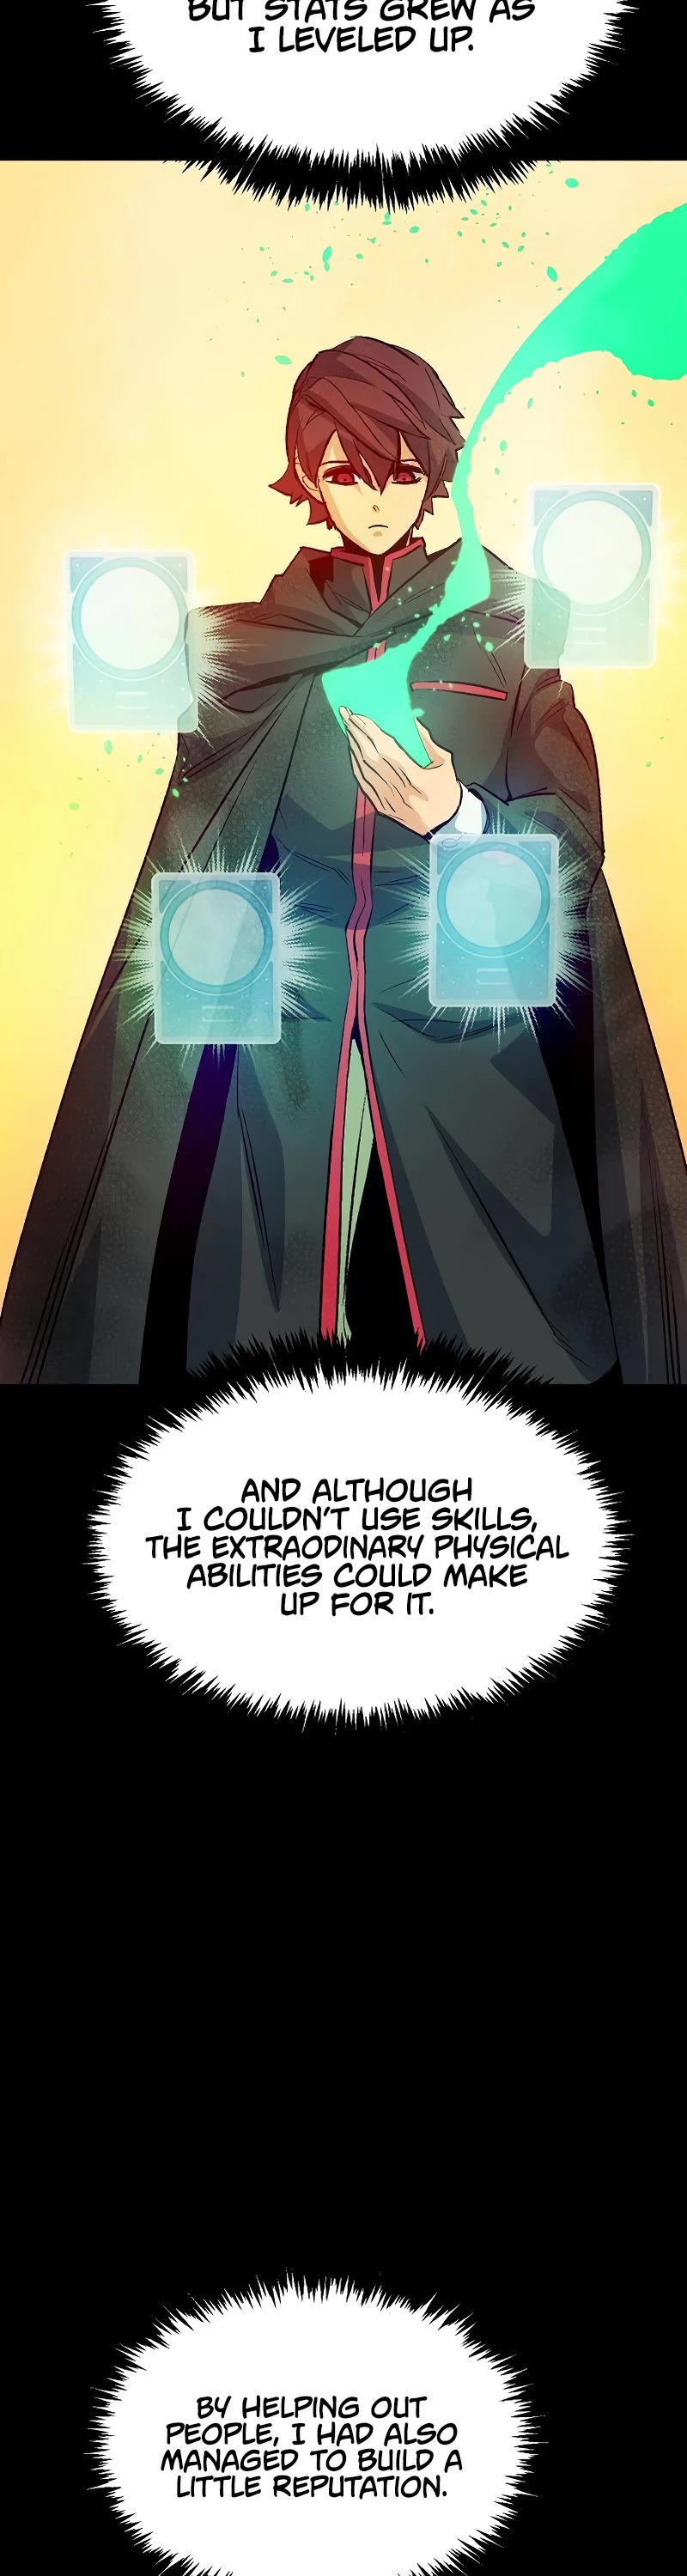 BUT STATS GREW AS
I LEVELED UP.
AND ALTHOUGH
I COULDN'T USE SKILLS,
THE EXTRAODINARY PHYSICAL
ABILITIES COULD MAKE
UP FOR IT.
BY HELPING OUT
PEOPLE, I HAD ALSO
MANAGED TO BUILD A
LITTLE REPUTATION.